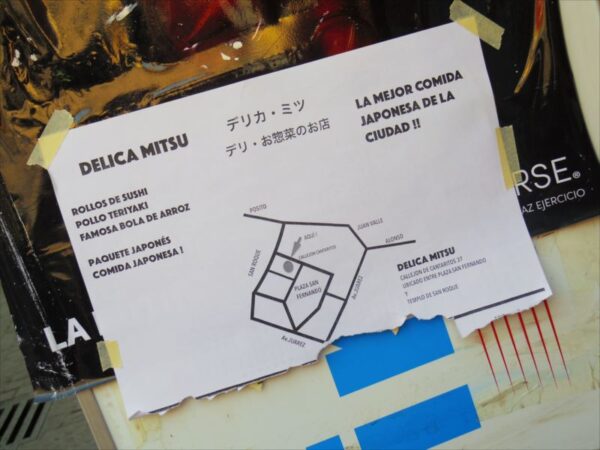 DELICA MITSU
デリカ・ミツ
デリ・お惣菜のお店
LA MEJOR COMIDA
JAPONESA DE LA
CIUDAD !!
ROLLOS DE SUSHI
POLLO TERIYAKI
FAMOSA BOLA DE ARROZ
PAQUETE JAPONÉS
COMIDA JAPONESA !
POSITO
JUAN VALLE
ALONSO
AQUÍ !
CALLEJON CANTARITOS
SAN ROQUE
PLAZA SAN
FERNANDO
Av.JUAREZ
Av.JUAREZ
DELICA MITSU
CALLEJON DE CANTARITOS 37
UBICADO ENTRE PLAZA SAN FERNANDO
Y
TEMPLO DE SAN ROQUE
RSE®
AZ EJERCICIO
LA